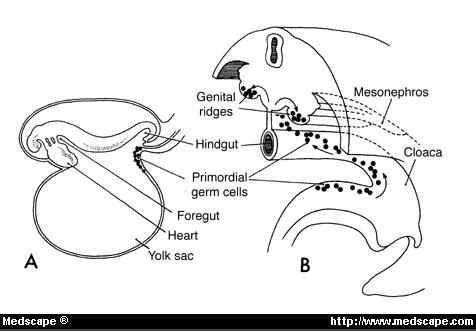 Genital
ridges
Mesonephros
Hindgut
Cloaca
Primordial
germ cells
Foregut
Heart
Yolk sac
A
B
Medscape ®
http://www.medscape.com